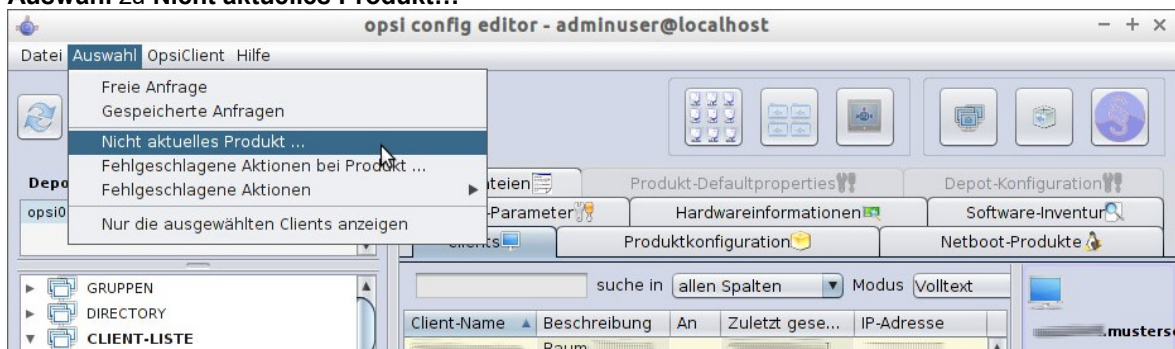 Auswahl zu Nicht aktuelles Produkt...
opsi config editor - adminuser@localhost
Datei Auswahl OpsiClient Hilfe
Freie Anfrage
Gespeicherte Anfragen
Nicht aktuelles Produkt ...
Fehlgeschlagene Aktionen bei Produkt ...
Fehlgeschlagene Aktionen
Nur die ausgewählten Clients anzeigen
Depo
opsi0
teien Produkt-Defaultproperties Depot-Konfiguration
-Parameter Hardwareinformationen Software-Inventur
Clients Produktkonfiguration Netboot-Produkte
suche in allen Spalten Modus Volltext
GRUPPEN
DIRECTORY
CLIENT-LISTE
Client-Name Beschreibung An Zuletzt gese... IP-Adresse
Raum
.musters